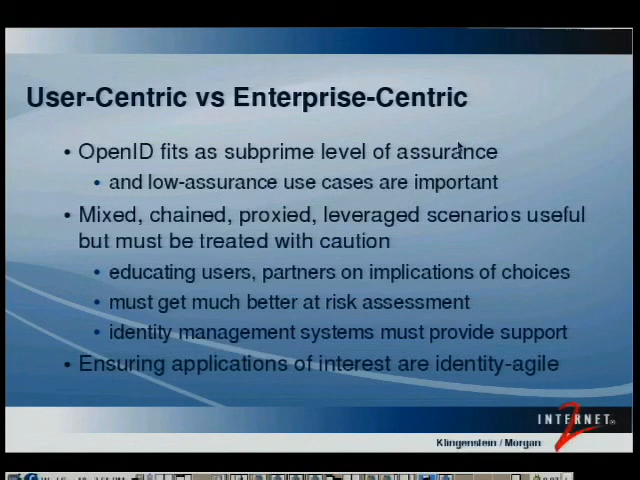 User-Centric vs Enterprise-Centric
• OpenID fits as subprime level of assurance
• and low-assurance use cases are important
• Mixed, chained, proxied, leveraged scenarios useful
but must be treated with caution
• educating users, partners on implications of choices
• must get much better at risk assessment
• identity management systems must provide support
• Ensuring applications of interest are identity-agile
INTERNET
2
Klingenstein / Morgan